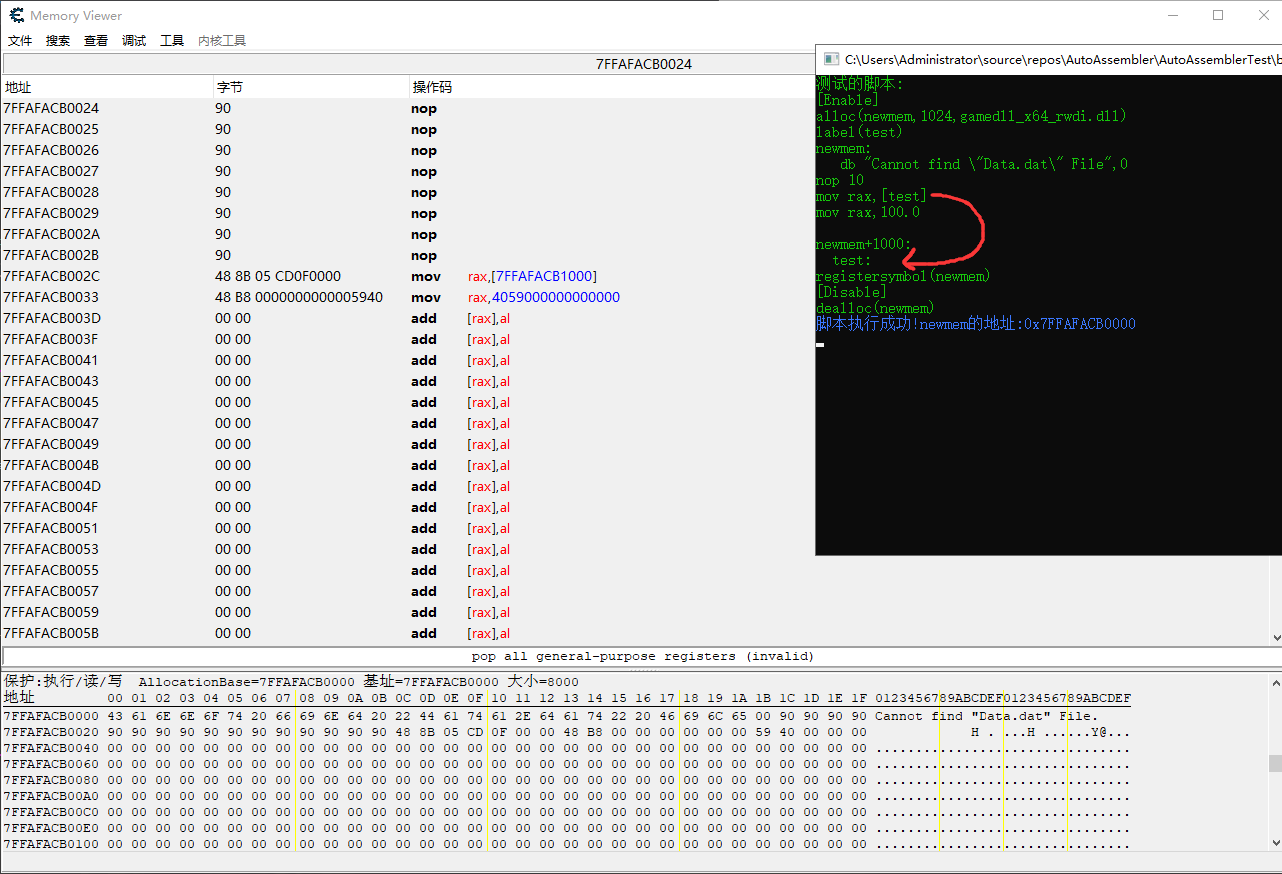 Memory Viewer
文件 搜索 查看 调试 工具 内核工具
7FFAFACB0024
地址 字节 操作码
7FFAFACB0024 90 nop
7FFAFACB0025 90 nop
7FFAFACB0026 90 nop
7FFAFACB0027 90 nop
7FFAFACB0028 90 nop
7FFAFACB0029 90 nop
7FFAFACB002A 90 nop
7FFAFACB002B 90 nop
7FFAFACB002C 48 8B 05 CD0F0000 mov rax,[7FFAFACB1000]
7FFAFACB0033 48 B8 0000000000005940 mov rax,4059000000000000
7FFAFACB003D 00 00 add [rax],al
7FFAFACB003F 00 00 add [rax],al
7FFAFACB0041 00 00 add [rax],al
7FFAFACB0043 00 00 add [rax],al
7FFAFACB0045 00 00 add [rax],al
7FFAFACB0047 00 00 add [rax],al
7FFAFACB0049 00 00 add [rax],al
7FFAFACB004B 00 00 add [rax],al
7FFAFACB004D 00 00 add [rax],al
7FFAFACB004F 00 00 add [rax],al
7FFAFACB0051 00 00 add [rax],al
7FFAFACB0053 00 00 add [rax],al
7FFAFACB0055 00 00 add [rax],al
7FFAFACB0057 00 00 add [rax],al
7FFAFACB0059 00 00 add [rax],al
7FFAFACB005B 00 00 add [rax],al
C:\Users\Administrator\source\repos\AutoAssembler\AutoAssemblerTest\b
测试的脚本:
[Enable]
alloc(newmem,1024,gamedll_x64_rwdi.dll)
label(test)
newmem:
db "Cannot find \"Data.dat\" File",0
nop 10
mov rax,[test]
mov rax,100.0
newmem+1000:
test:
registersymbol(newmem)
[Disable]
dealloc(newmem)
脚本执行成功!newmem的地址:0x7FFAFACB0000
pop all general-purpose registers (invalid)
保护:执行/读/写 AllocationBase=7FFAFACB0000 基址=7FFAFACB0000 大小=8000
地址 00 01 02 03 04 05 06 07 08 09 0A 0B 0C 0D 0E 0F 10 11 12 13 14 15 16 17 18 19 1A 1B 1C 1D 1E 1F 0123456789ABCDEF0123456789ABCDEF
7FFAFACB0000 43 61 6E 6E 6F 74 20 66 69 6E 64 20 22 44 61 74 61 2E 64 61 74 22 20 46 69 6C 65 00 90 90 90 90 Cannot find "Data.dat" File.
7FFAFACB0020 90 90 90 90 90 90 90 90 90 90 90 90 48 8B 05 CD 0F 00 00 48 B8 00 00 00 00 00 00 59 40 00 00 00 H . ...H ......Y@...
7FFAFACB0040 00 00 00 00 00 00 00 00 00 00 00 00 00 00 00 00 00 00 00 00 00 00 00 00 00 00 00 00 00 00 00 00 ................................
7FFAFACB0060 00 00 00 00 00 00 00 00 00 00 00 00 00 00 00 00 00 00 00 00 00 00 00 00 00 00 00 00 00 00 00 00 ................................
7FFAFACB0080 00 00 00 00 00 00 00 00 00 00 00 00 00 00 00 00 00 00 00 00 00 00 00 00 00 00 00 00 00 00 00 00 ................................
7FFAFACB00A0 00 00 00 00 00 00 00 00 00 00 00 00 00 00 00 00 00 00 00 00 00 00 00 00 00 00 00 00 00 00 00 00 ................................
7FFAFACB00C0 00 00 00 00 00 00 00 00 00 00 00 00 00 00 00 00 00 00 00 00 00 00 00 00 00 00 00 00 00 00 00 00 ................................
7FFAFACB00E0 00 00 00 00 00 00 00 00 00 00 00 00 00 00 00 00 00 00 00 00 00 00 00 00 00 00 00 00 00 00 00 00 ................................
7FFAFACB0100 00 00 00 00 00 00 00 00 00 00 00 00 00 00 00 00 00 00 00 00 00 00 00 00 00 00 00 00 00 00 00 00 ................................